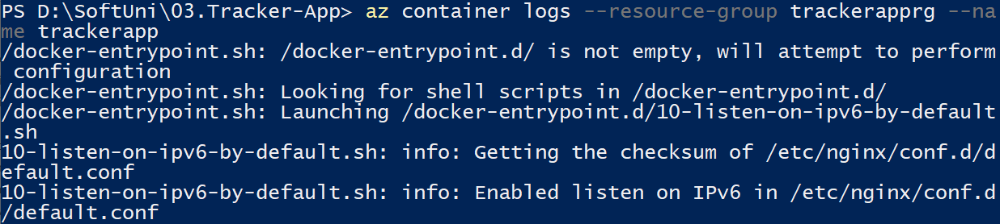 PS D:\SoftUni\03.Tracker-App> az container logs --resource-group trackerapprg --na
me trackerapp
/docker-entrypoint.sh: /docker-entrypoint.d/ is not empty, will attempt to perform
 configuration
/docker-entrypoint.sh: Looking for shell scripts in /docker-entrypoint.d/
/docker-entrypoint.sh: Launching /docker-entrypoint.d/10-listen-on-ipv6-by-default
.sh
10-listen-on-ipv6-by-default.sh: info: Getting the checksum of /etc/nginx/conf.d/d
efault.conf
10-listen-on-ipv6-by-default.sh: info: Enabled listen on IPv6 in /etc/nginx/conf.d
/default.conf